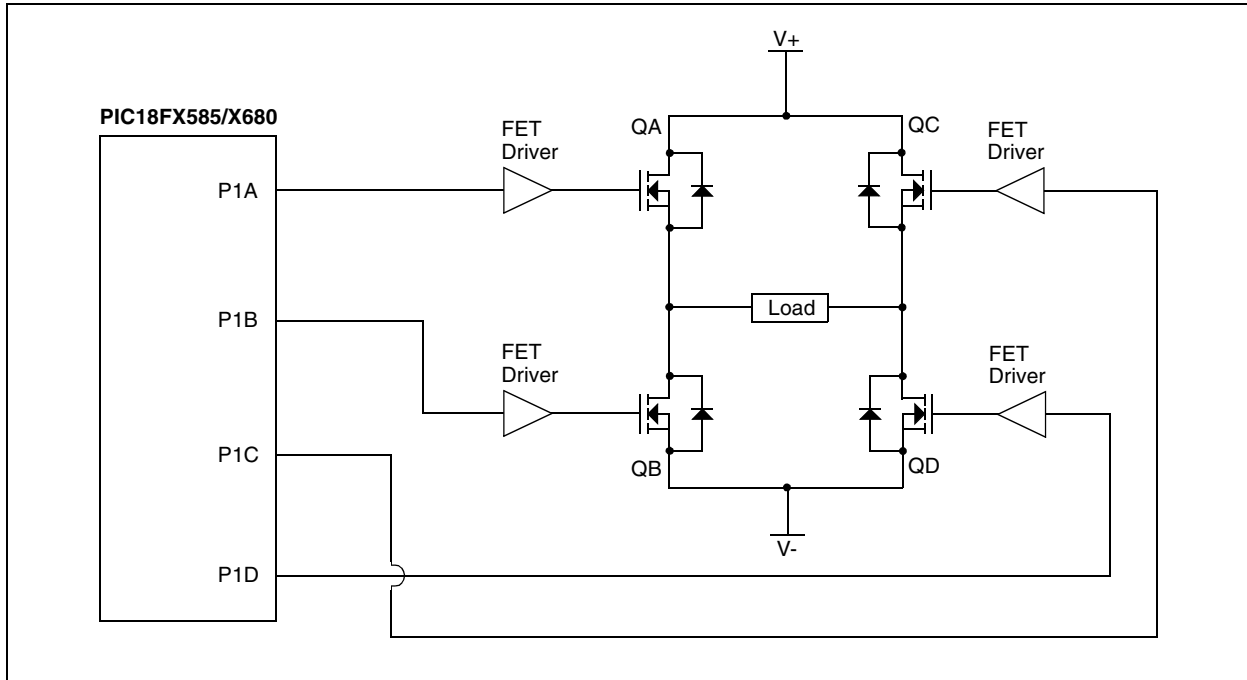 V+
PIC18FX585/X680
FET
Driver
QA
QC
FET
Driver
P1A
P1B
Load
FET
Driver
FET
Driver
P1C
QB
QD
V-
P1D